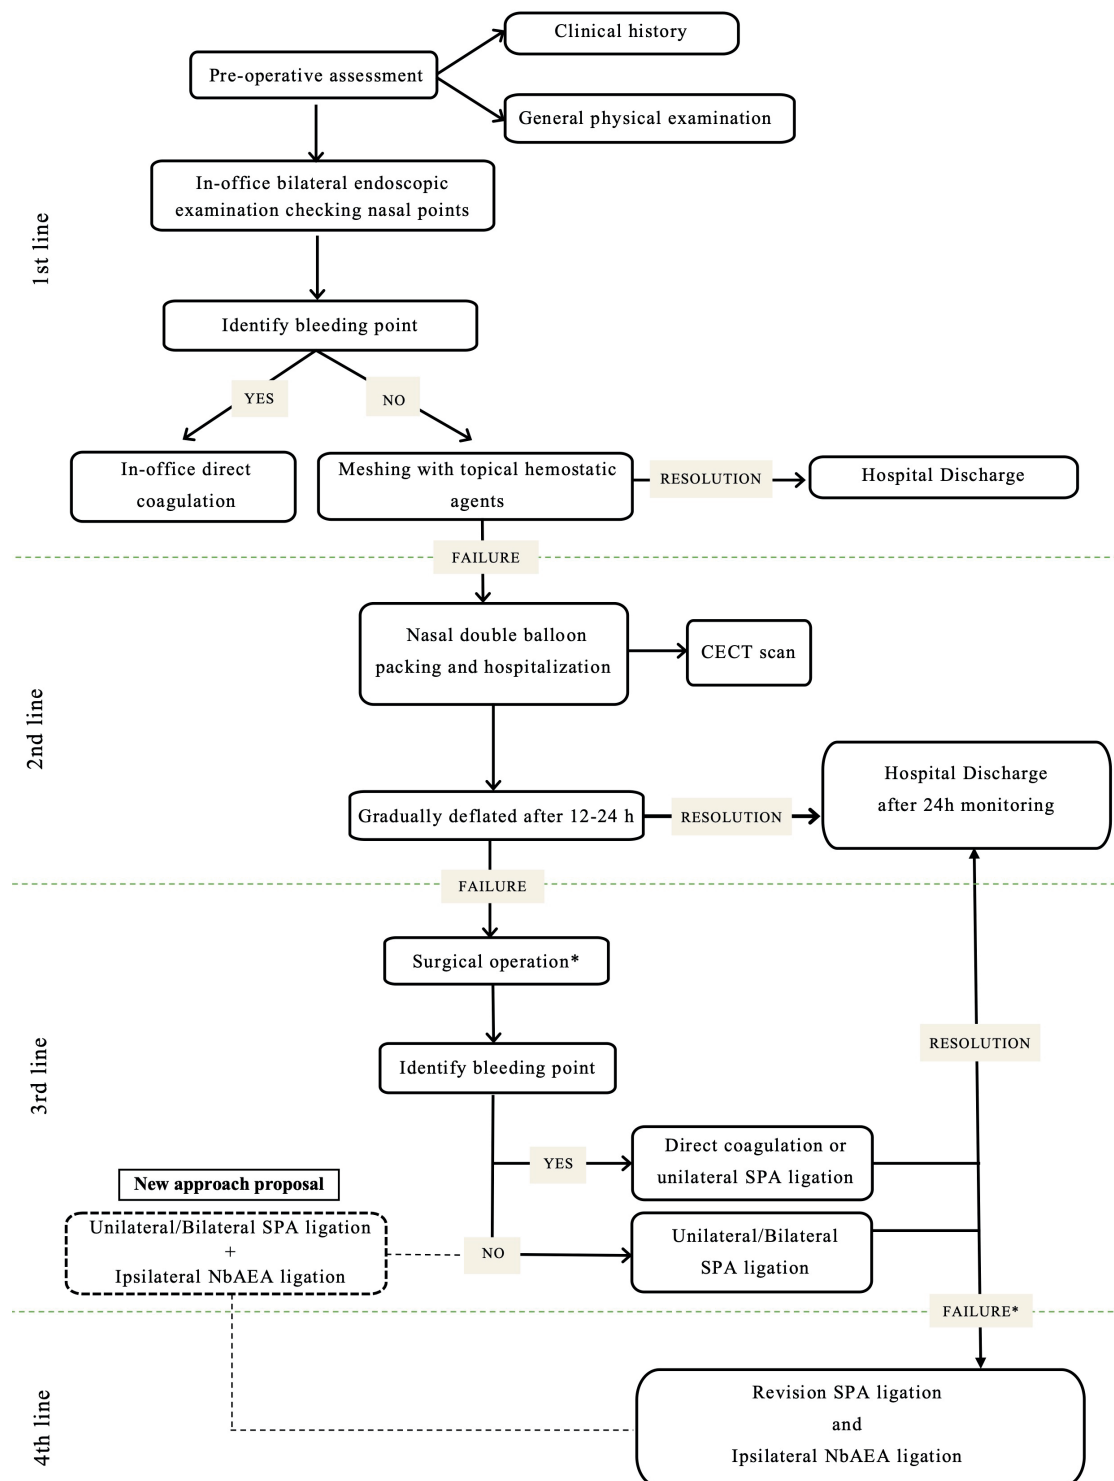 Clinical history
Pre-operative assessment
General physical examination
In-office bilateral endoscopic
examination checking nasal points
1st line
Identify bleeding point
YES
NO
In-office direct
coagulation
Meshing with topical hemostatic
agents
RESOLUTION
Hospital Discharge
FAILURE
2nd line
Nasal double balloon
packing and hospitalization
CECT scan
Gradually deflated after 12-24 h
RESOLUTION
Hospital Discharge
after 24h monitoring
FAILURE
3rd line
Surgical operation*
Identify bleeding point
RESOLUTION
YES
Direct coagulation or
unilateral SPA ligation
New approach proposal
Unilateral/Bilateral SPA ligation
+
Ipsilateral NbAEA ligation
NO
Unilateral/Bilateral
SPA ligation
FAILURE*
4th line
Revision SPA ligation
and
Ipsilateral NbAEA ligation